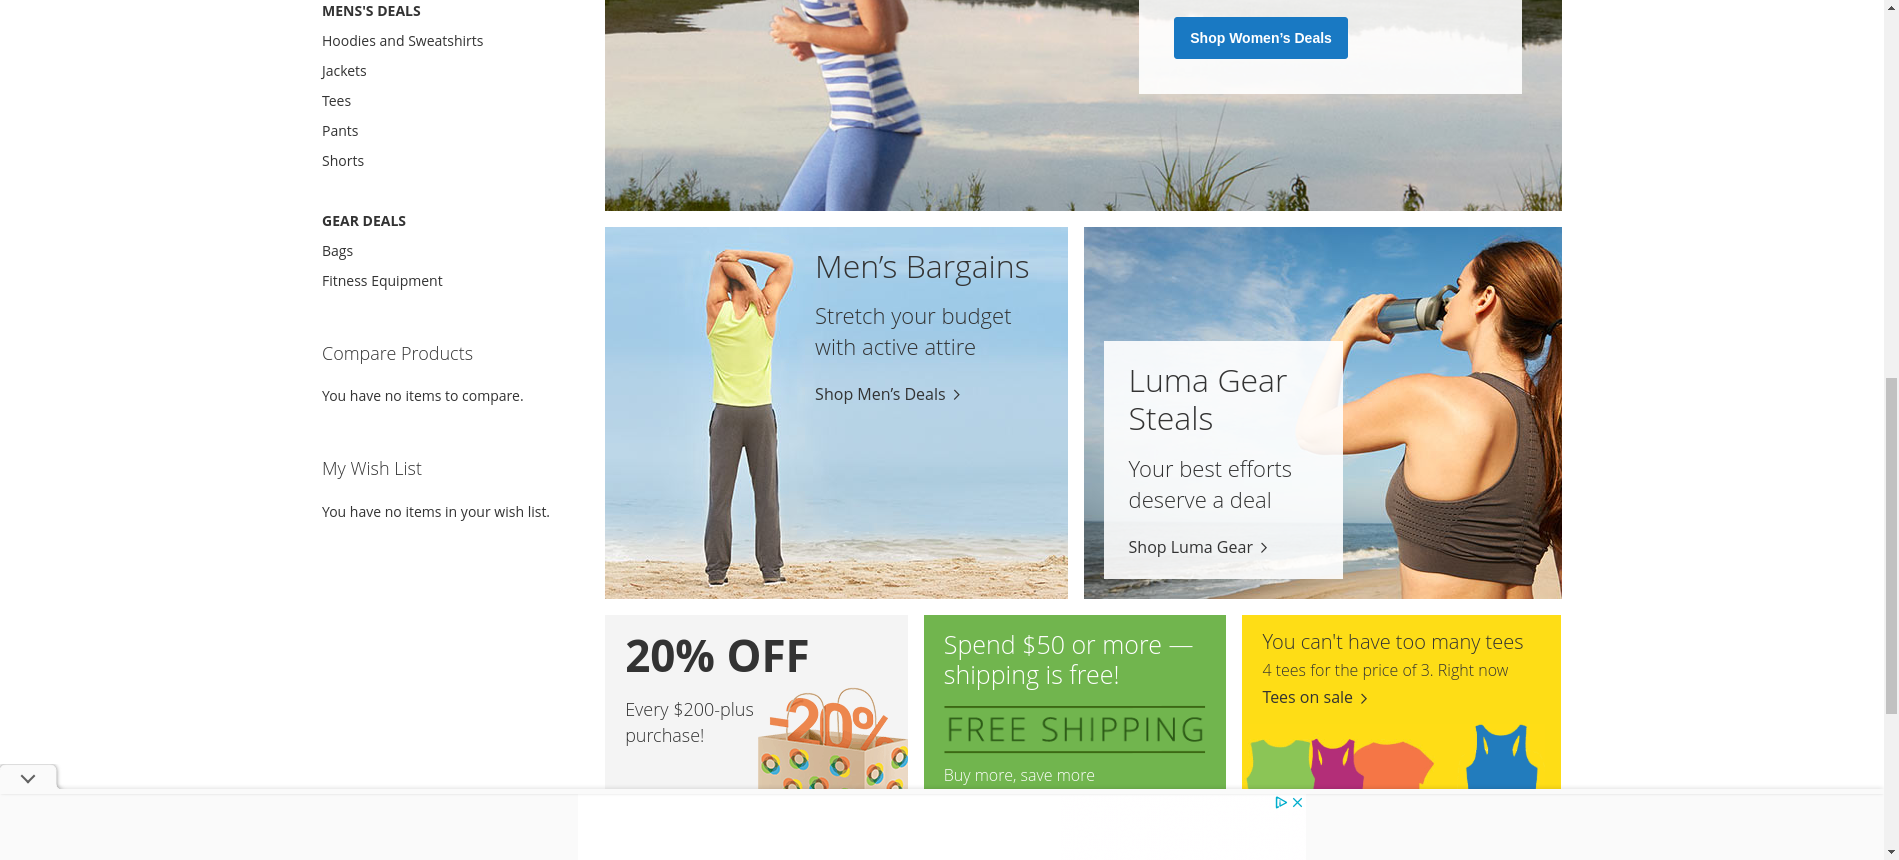 MENS'S DEALS
Hoodies and Sweatshirts
Jackets
Tees
Pants
Shorts
GEAR DEALS
Bags
Fitness Equipment
Compare Products
You have no items to compare.
My Wish List
You have no items in your wish list.
Shop Women’s Deals
Men’s Bargains
Stretch your budget
with active attire
Shop Men’s Deals
Luma Gear
Steals
Your best efforts
deserve a deal
Shop Luma Gear
20% OFF
Every $200-plus
purchase!
-20%
Spend $50 or more —
shipping is free!
FREE SHIPPING
Buy more, save more
You can't have too many tees
4 tees for the price of 3. Right now
Tees on sale